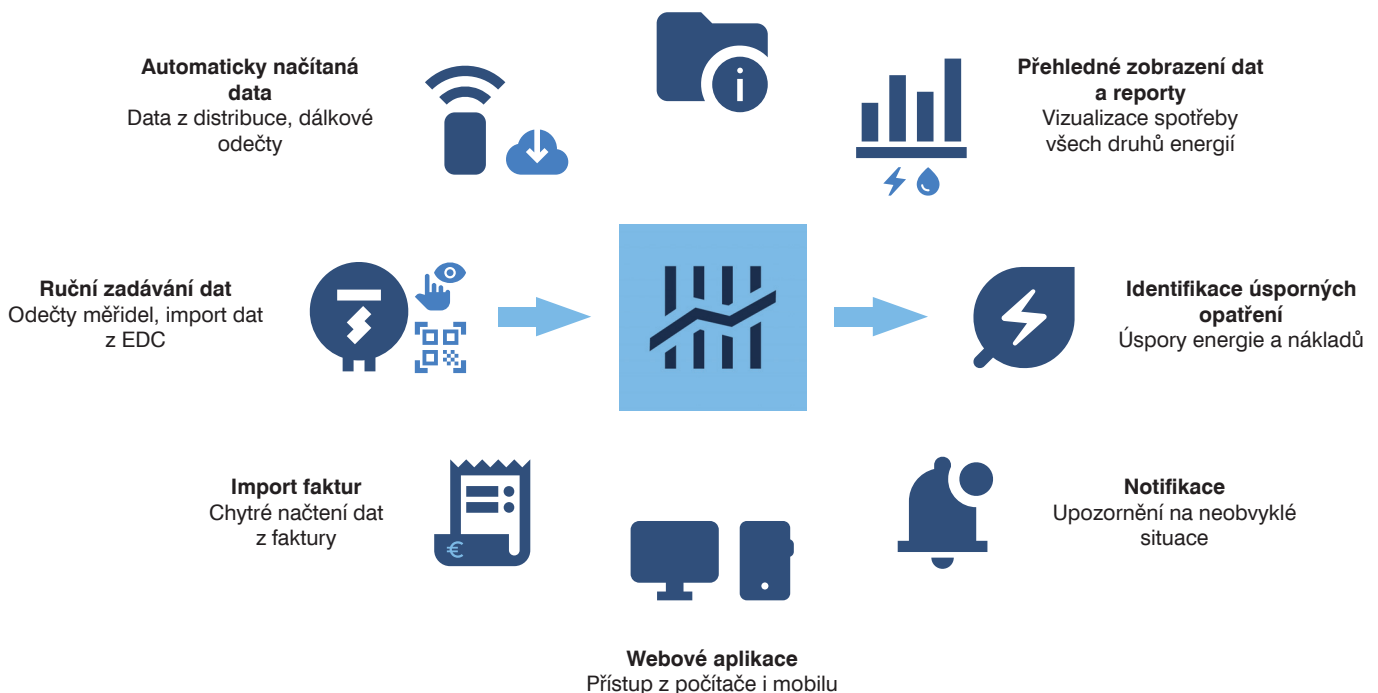 Automaticky načítaná
data
Data z distribuce, dálkové
odečty
Přehledné zobrazení dat
a reporty
Vizualizace spotřeby
všech druhů energií
Ruční zadávání dat
Odečty měřidel, import dat
z EDC
Identifikace úsporných
opatření
Úspory energie a nákladů
Import faktur
Chytré načtení dat
z faktury
€
Notifikace
Upozornění na neobvyklé
situace
Webové aplikace
Přístup z počítače i mobilu